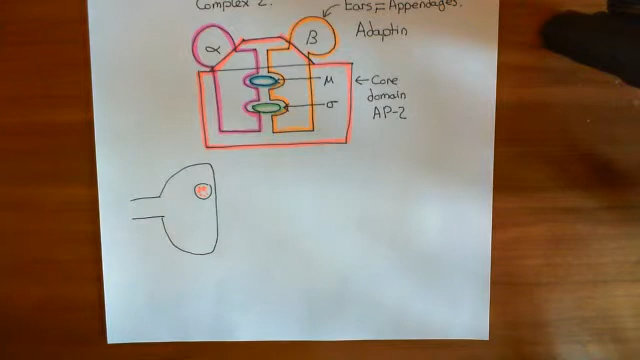 Complex 2.
Ears = Appendages.
α
β
Adaptin
μ
← Core
domain
σ
AP-2